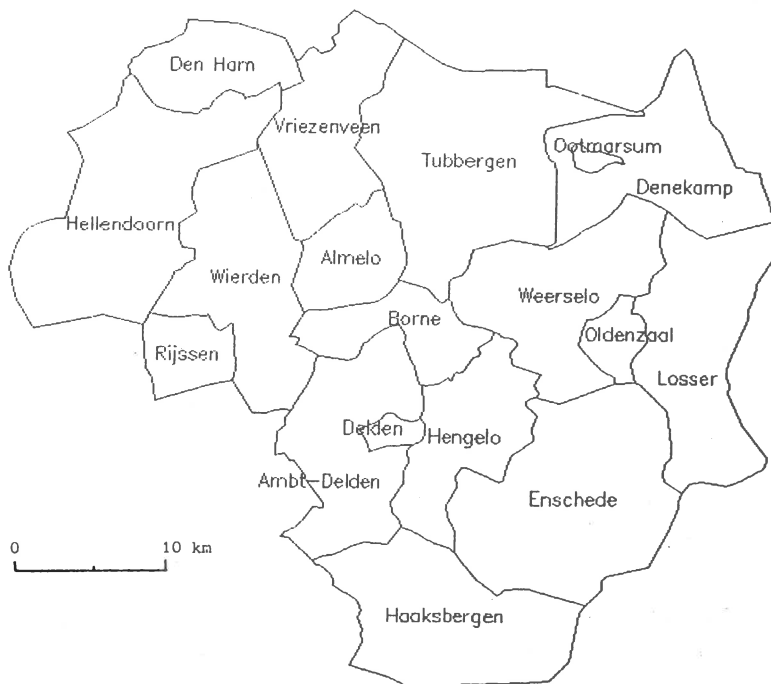 Den Harn
Vriezenveen
Tubbergen
Ootmarsum
Denekamp
Hellendoorn
Almelo
Wierden
Weerselo
Borne
Oldenzaal
Rijssen
Losser
Delden
Hengelo
Ambt-Delden
Enschede
0 10 km
Haaksbergen